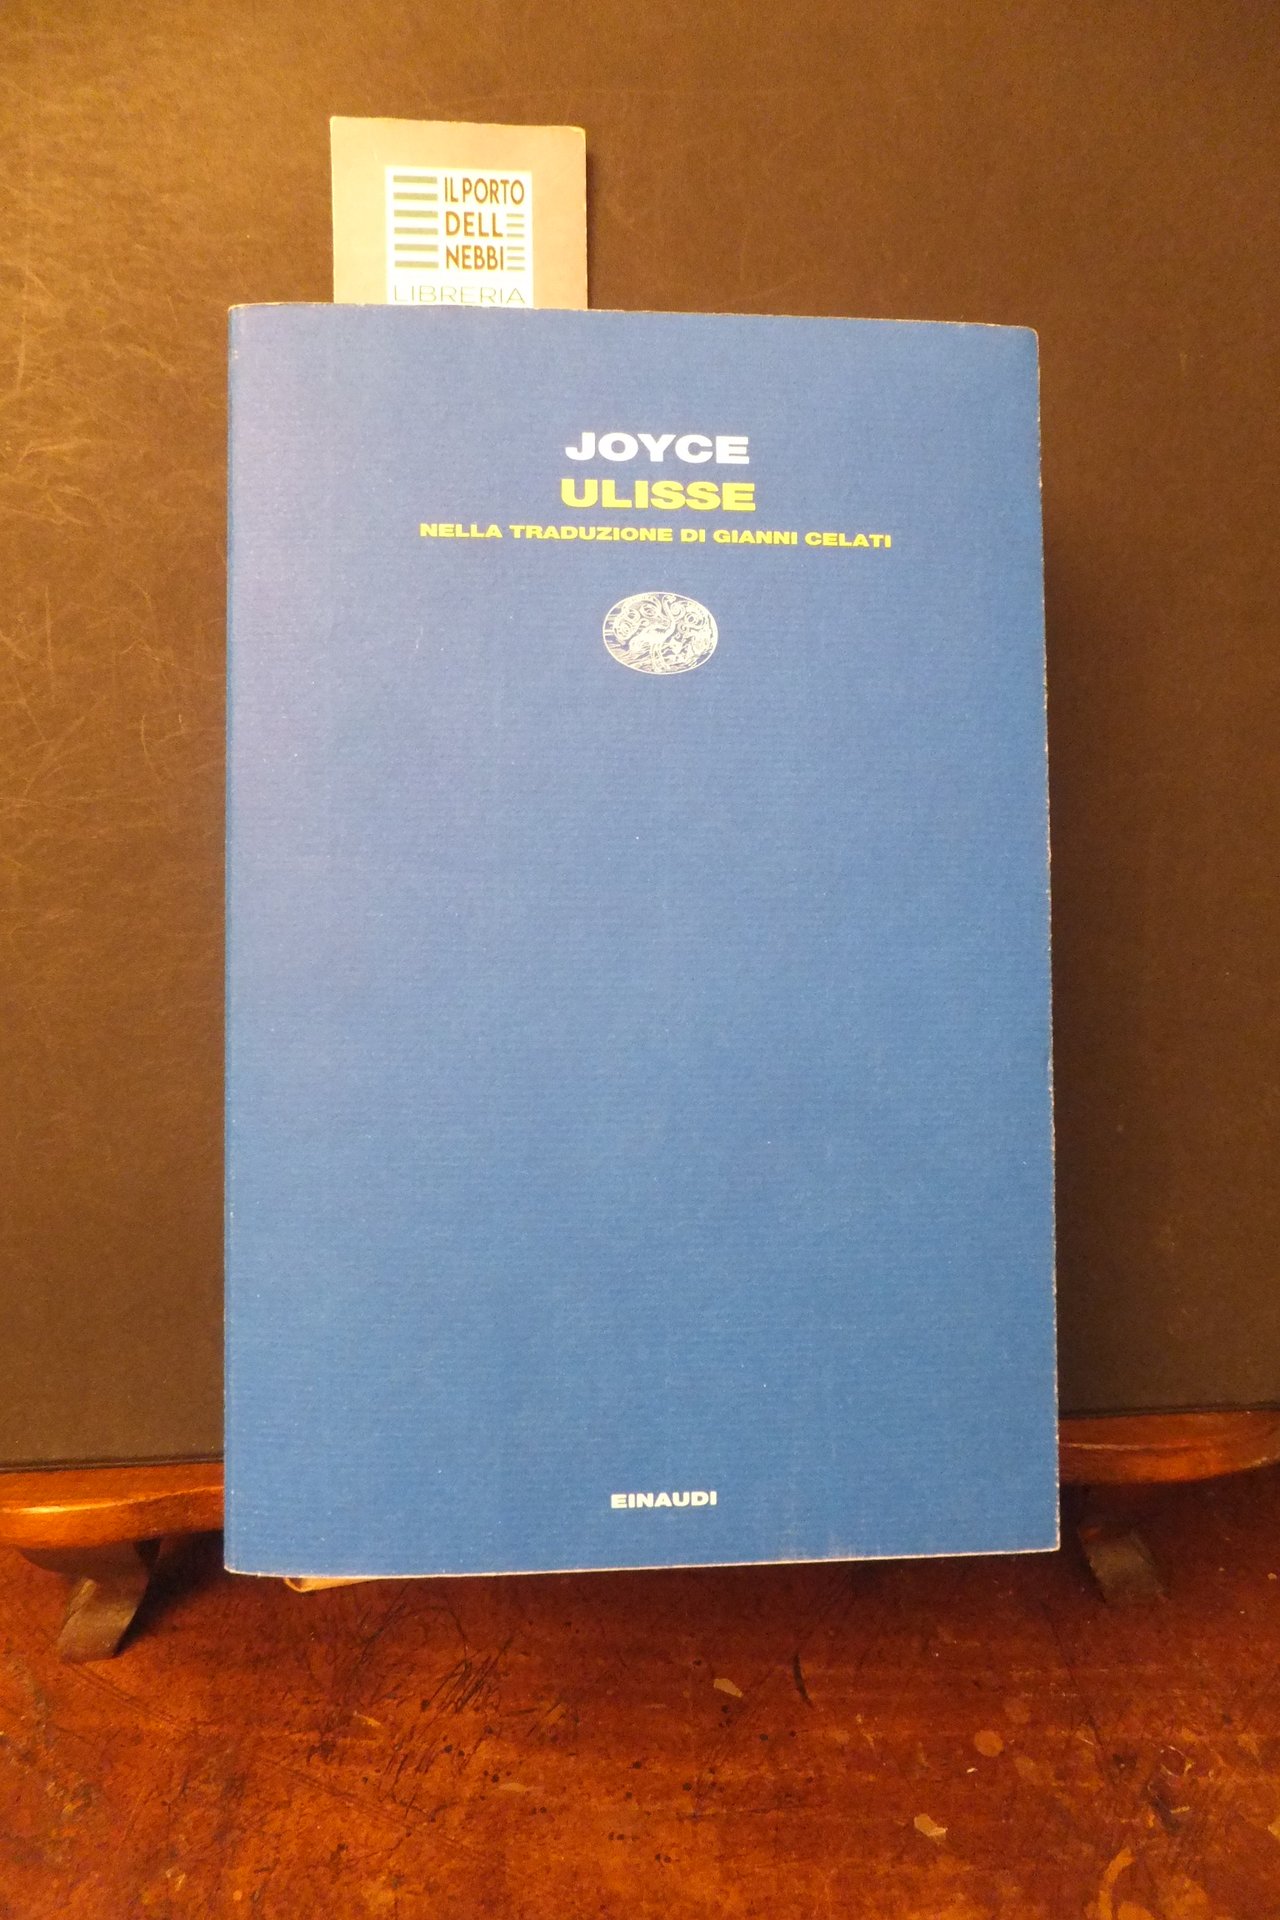 IL PORTO
DELL
NEBBI
LIBRERIA
JOYCE
ULISSE
NELLA TRADUZIONE DI GIANNI CELATI
EINAUDI